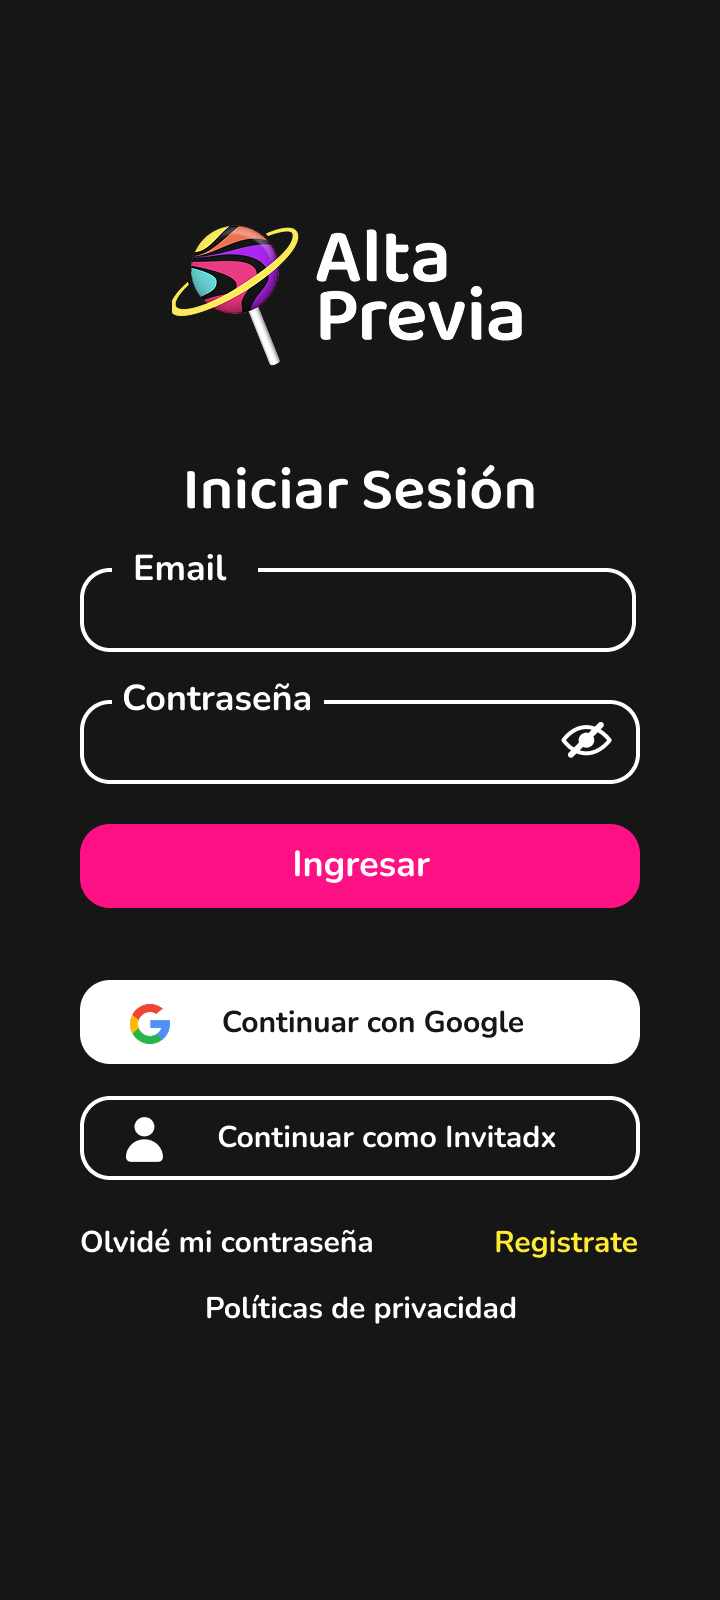 Alta
Previa
Iniciar Sesión
Email
Contraseña
Ingresar
Continuar con Google
Continuar como Invitadx
Olvidé mi contraseña Registrate
Políticas de privacidad